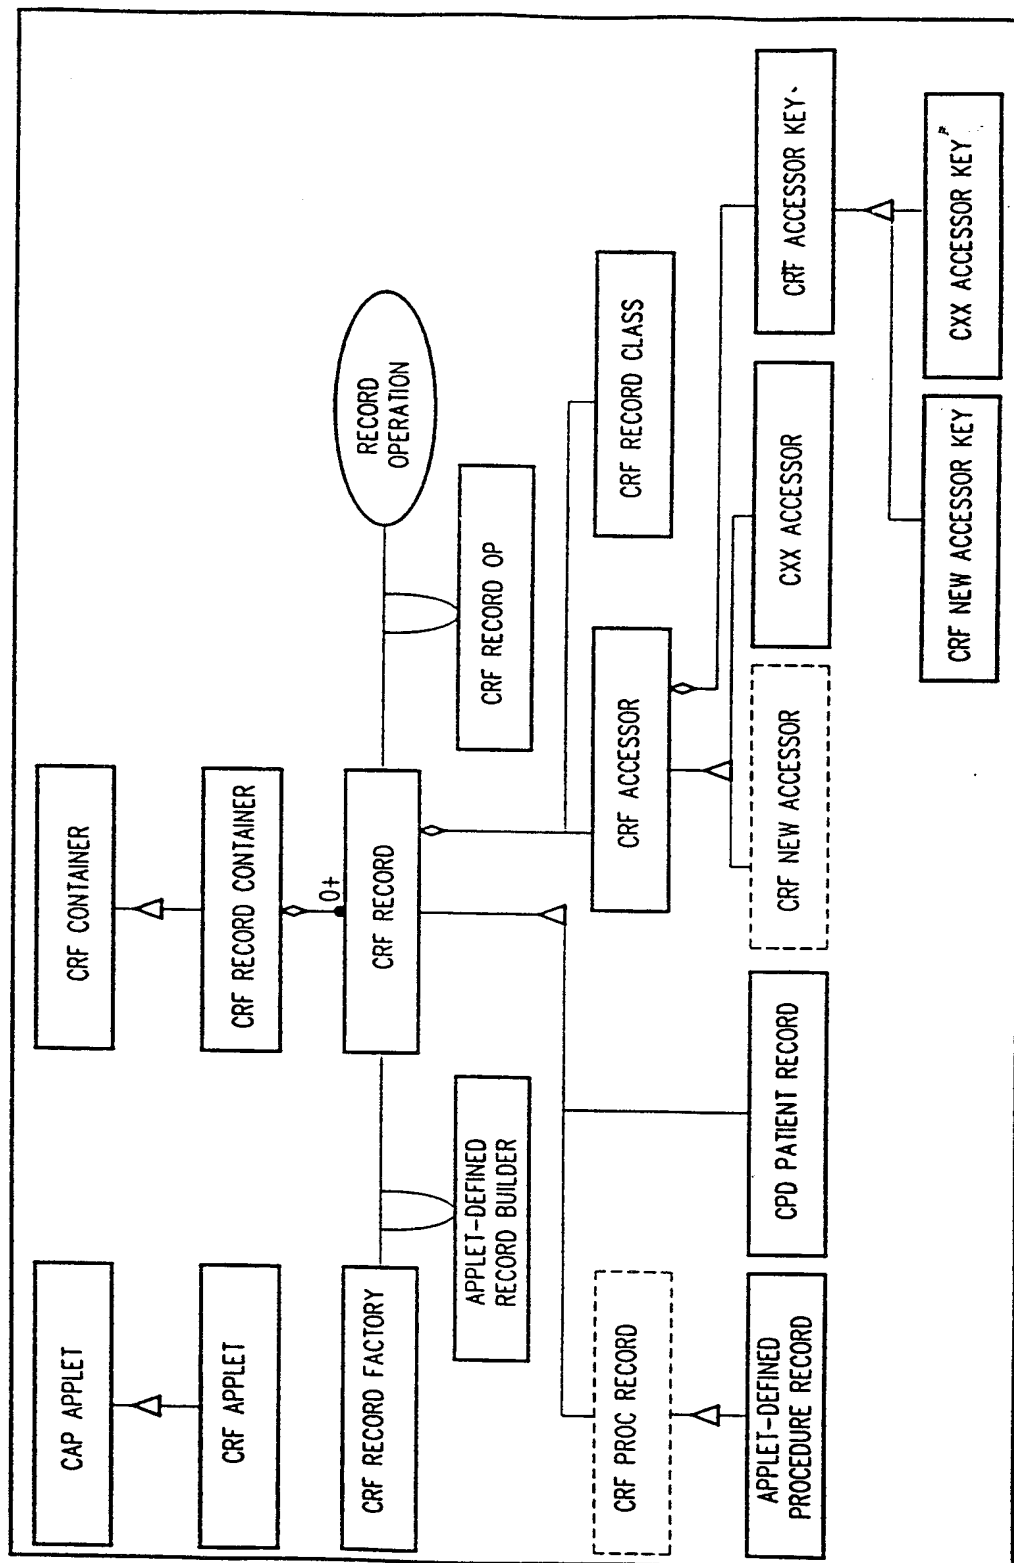 CAP APPLET
CRF APPLET
CRF CONTAINER
CRF RECORD CONTAINER
0+
CRF RECORD FACTORY
CRF RECORD
RECORD
OPERATION
APPLET-DEFINED
RECORD BUILDER
CRF RECORD OP
CRF PROC RECORD
CRF ACCESSOR
CRF RECORD CLASS
APPLET-DEFINED
PROCEDURE RECORD
CPD PATIENT RECORD
CRF NEW ACCESSOR
CXX ACCESSOR
CRF ACCESSOR KEY
CRF NEW ACCESSOR KEY
CXX ACCESSOR KEY